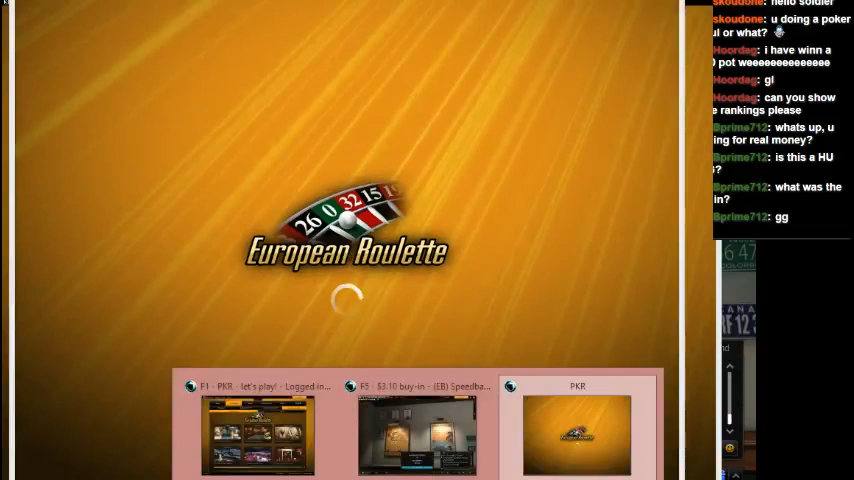 skoudone: hello soldier
skoudone: u doing a poker
ul or what?
Hoordag: i have winn a
0 pot weeeeeeeeeeeeee
Hoordag: gl
Hoordag: can you show
e rankings please
Bprime712: whats up, u
ing for real money?
Bprime712: is this a HU
?
Bprime712: what was the
in?
Bprime712: gg
26 0 32 15 19
European Roulette
F1 - PKR - let's play! - Logged in...
F5 - $3.10 buy-in - (EB) Speedba...
PKR